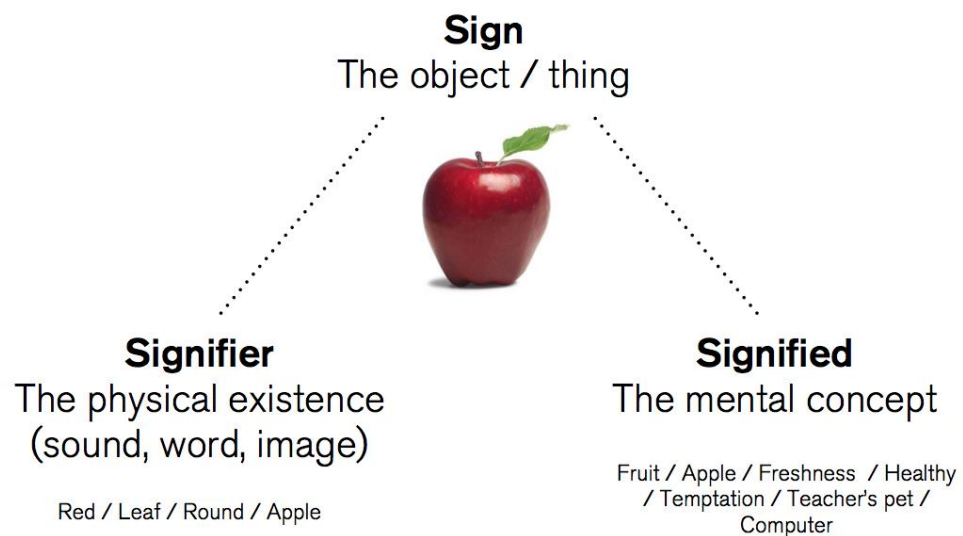 Sign
The object / thing
Signifier
The physical existence
(sound, word, image)
Red / Leaf / Round / Apple
Signified
The mental concept
Fruit / Apple / Freshness / Healthy
/ Temptation / Teacher's pet /
Computer